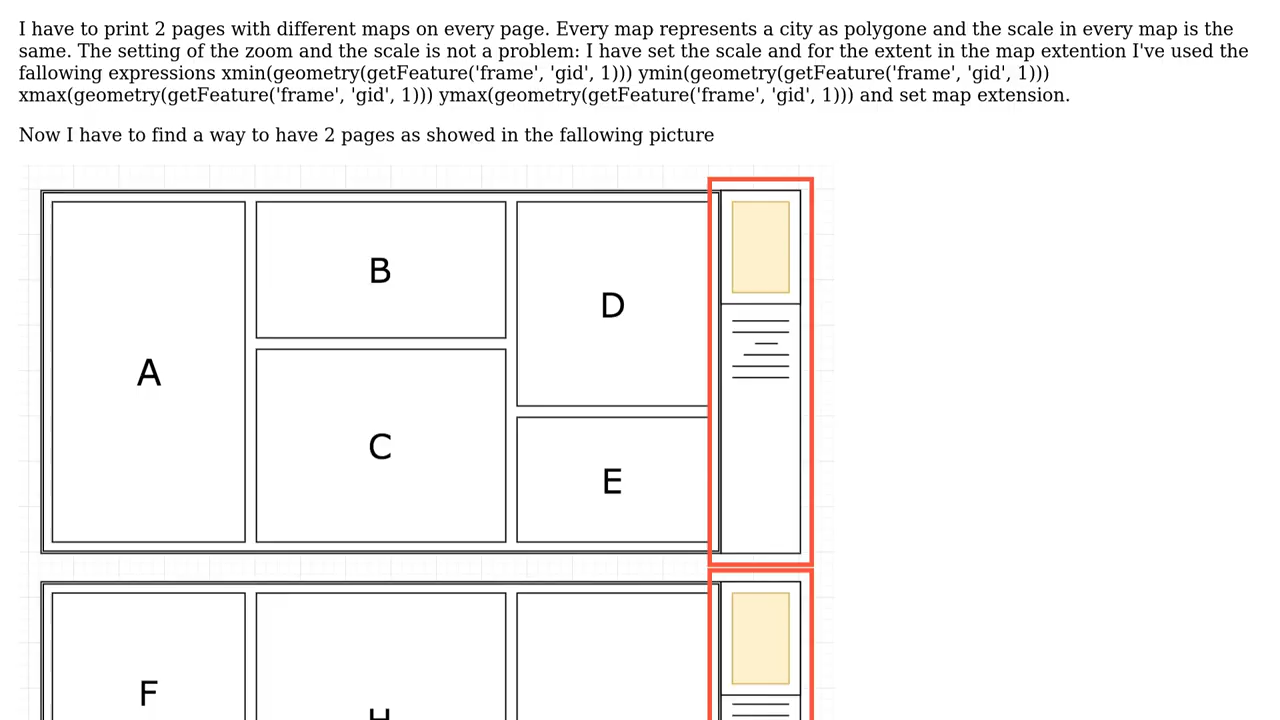 I have to print 2 pages with different maps on every page. Every map represents a city as polygone and the scale in every map is the
same. The setting of the zoom and the scale is not a problem: I have set the scale and for the extent in the map extention I've used the
fallowing expressions xmin(geometry(getFeature('frame', 'gid', 1))) ymin(geometry(getFeature('frame', 'gid', 1)))
xmax(geometry(getFeature('frame', 'gid', 1))) ymax(geometry(getFeature('frame', 'gid', 1))) and set map extension.
Now I have to find a way to have 2 pages as showed in the fallowing picture
A
B
C
D
E
F
H